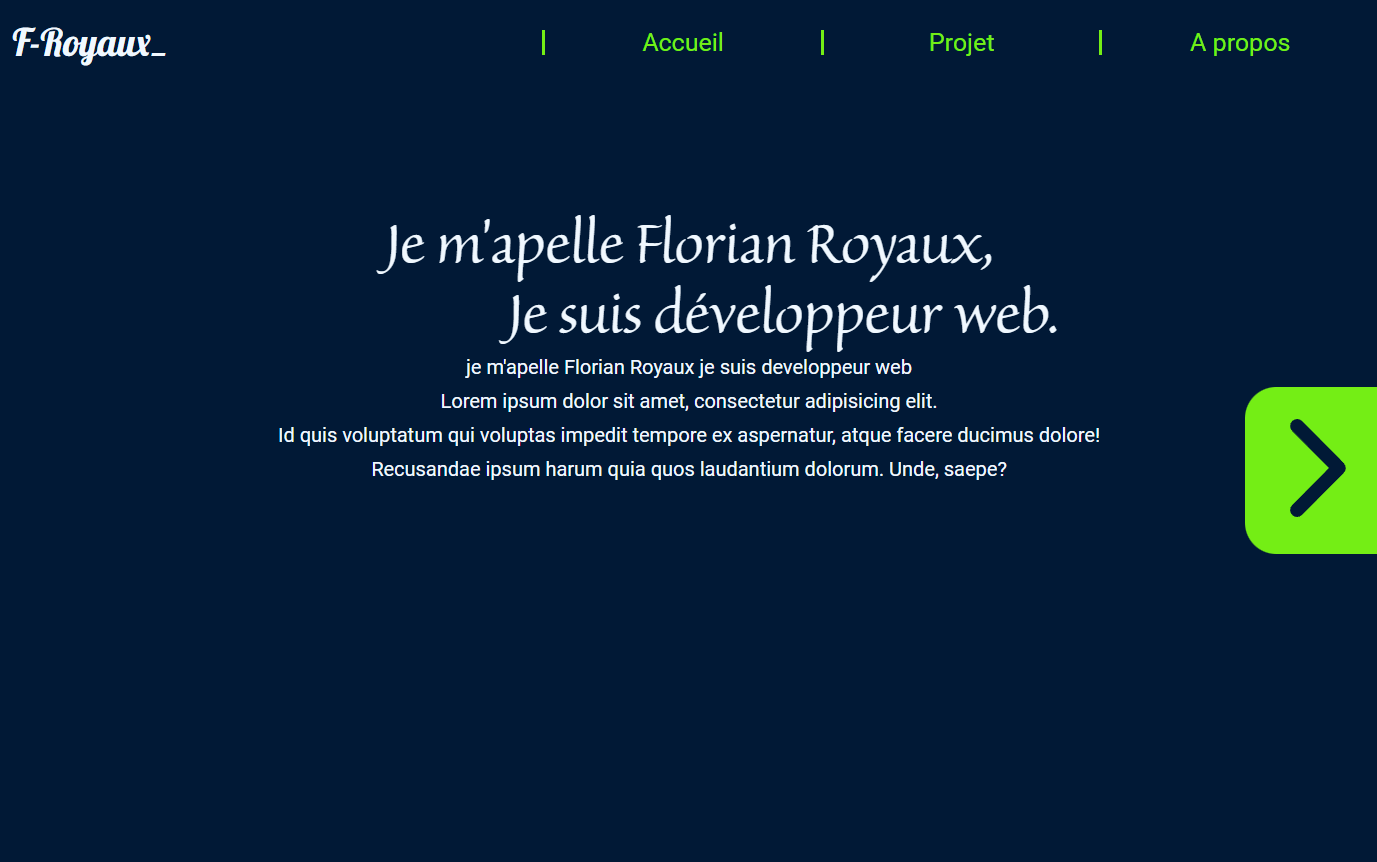 F-Royaux_
Accueil
Projet
A propos
Je m'apelle Florian Royaux,
Je suis développeur web.
je m'apelle Florian Royaux je suis developpeur web
Lorem ipsum dolor sit amet, consectetur adipisicing elit.
Id quis voluptatum qui voluptas impedit tempore ex aspernatur, atque facere ducimus dolore!
Recusandae ipsum harum quia quos laudantium dolorum. Unde, saepe?